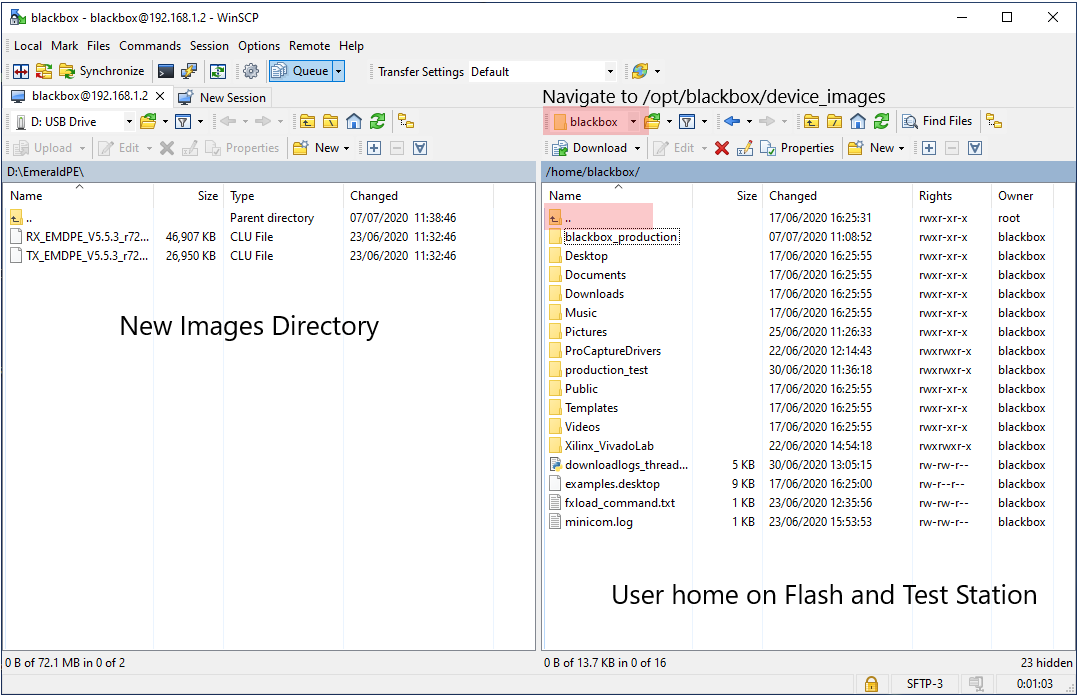 blackbox - blackbox@192.168.1.2 - WinSCP
Local Mark Files Commands Session Options Remote Help
Synchronize Queue Transfer Settings Default
blackbox@192.168.1.2 New Session
Navigate to /opt/blackbox/device_images
D: USB Drive
blackbox Find Files
Upload Edit Properties New
Download Edit Properties New
D:\EmeraldPE\
/home/blackbox/
Name Size Type Changed
.. Parent directory 07/07/2020 11:38:46
RX_EMDPE_V5.5.3_r72... 46,907 KB CLU File 23/06/2020 11:32:46
TX_EMDPE_V5.5.3_r72... 26,950 KB CLU File 23/06/2020 11:32:46
New Images Directory
Name Size Changed Rights Owner
.. 17/06/2020 16:25:31 rwxr-xr-x root
blackbox_production 07/07/2020 11:08:52 rwxr-xr-x blackbox
Desktop 17/06/2020 16:25:55 rwxr-xr-x blackbox
Documents 17/06/2020 16:25:55 rwxr-xr-x blackbox
Downloads 17/06/2020 16:25:55 rwxr-xr-x blackbox
Music 17/06/2020 16:25:55 rwxr-xr-x blackbox
Pictures 25/06/2020 11:26:33 rwxr-xr-x blackbox
ProCaptureDrivers 22/06/2020 12:14:43 rwxrwxr-x blackbox
production_test 30/06/2020 11:36:18 rwxrwxr-x blackbox
Public 17/06/2020 16:25:55 rwxr-xr-x blackbox
Templates 17/06/2020 16:25:55 rwxr-xr-x blackbox
Videos 17/06/2020 16:25:55 rwxr-xr-x blackbox
Xilinx_VivadoLab 22/06/2020 14:54:18 rwxrwxr-x blackbox
downloadlogs_thread... 5 KB 30/06/2020 13:05:15 rw-rw-r-- blackbox
examples.desktop 9 KB 17/06/2020 16:25:00 rw-r--r-- blackbox
fxload_command.txt 1 KB 23/06/2020 12:35:56 rw-rw-r-- blackbox
minicom.log 1 KB 23/06/2020 15:53:53 rw-rw-r-- blackbox
User home on Flash and Test Station
0 B of 72.1 MB in 0 of 2
0 B of 13.7 KB in 0 of 16 23 hidden
SFTP-3 0:01:03